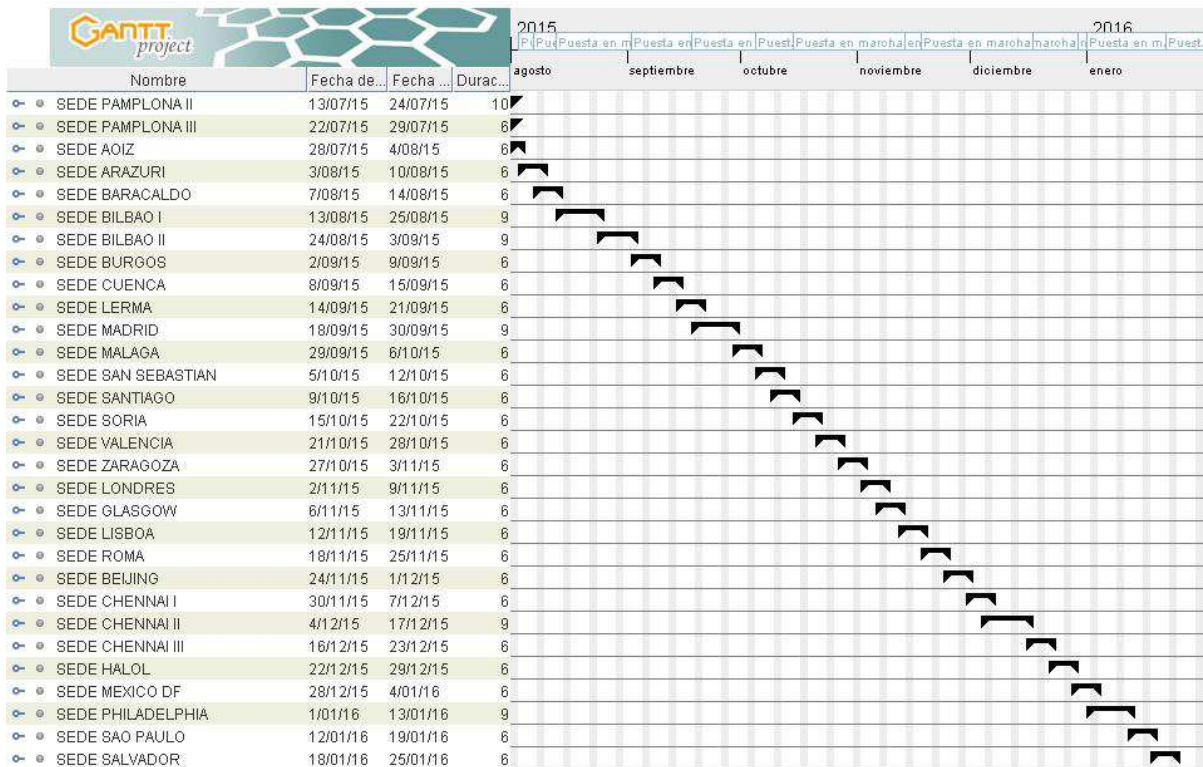 GANTT project
2015 2016
Puesta en Puesta en Puesta en Puesta en marcha en Puesta en marcha marcha Puesta en m Puest
agosto septiembre octubre noviembre diciembre enero
Nombre Fecha de... Fecha ... Durac...
SEDE PAMPLONA II 13/07/15 24/07/15 10
SEDE PAMPLONA III 22/07/15 29/07/15 6
SEDE AOIZ 28/07/15 4/08/15 6
SEDE ARAZURI 3/08/15 10/08/15 6
SEDE BARACALDO 7/08/15 14/08/15 6
SEDE BILBAO I 13/08/15 25/08/15 9
SEDE BILBAO II 24/08/15 3/09/15 9
SEDE BURGOS 2/09/15 9/09/15 6
SEDE CUENCA 8/09/15 15/09/15 6
SEDE LERMA 14/09/15 21/09/15 6
SEDE MADRID 18/09/15 30/09/15 9
SEDE MALAGA 29/09/15 6/10/15 6
SEDE SAN SEBASTIAN 5/10/15 12/10/15 6
SEDE SANTIAGO 9/10/15 16/10/15 6
SEDE SORIA 15/10/15 22/10/15 6
SEDE VALENCIA 21/10/15 28/10/15 6
SEDE ZARAGOZA 27/10/15 3/11/15 6
SEDE LONDRES 2/11/15 9/11/15 6
SEDE GLASGOW 6/11/15 13/11/15 6
SEDE LISBOA 12/11/15 19/11/15 6
SEDE ROMA 18/11/15 25/11/15 6
SEDE BEIJING 24/11/15 1/12/15 6
SEDE CHENNAI I 30/11/15 7/12/15 6
SEDE CHENNAI II 4/12/15 17/12/15 9
SEDE CHENNAI III 16/12/15 23/12/15 6
SEDE HALOL 22/12/15 29/12/15 6
SEDE MEXICO DF 28/12/15 4/01/16 6
SEDE PHILADELPHIA 1/01/16 13/01/16 9
SEDE SAO PAULO 12/01/16 19/01/16 6
SEDE SALVADOR 18/01/16 25/01/16 6